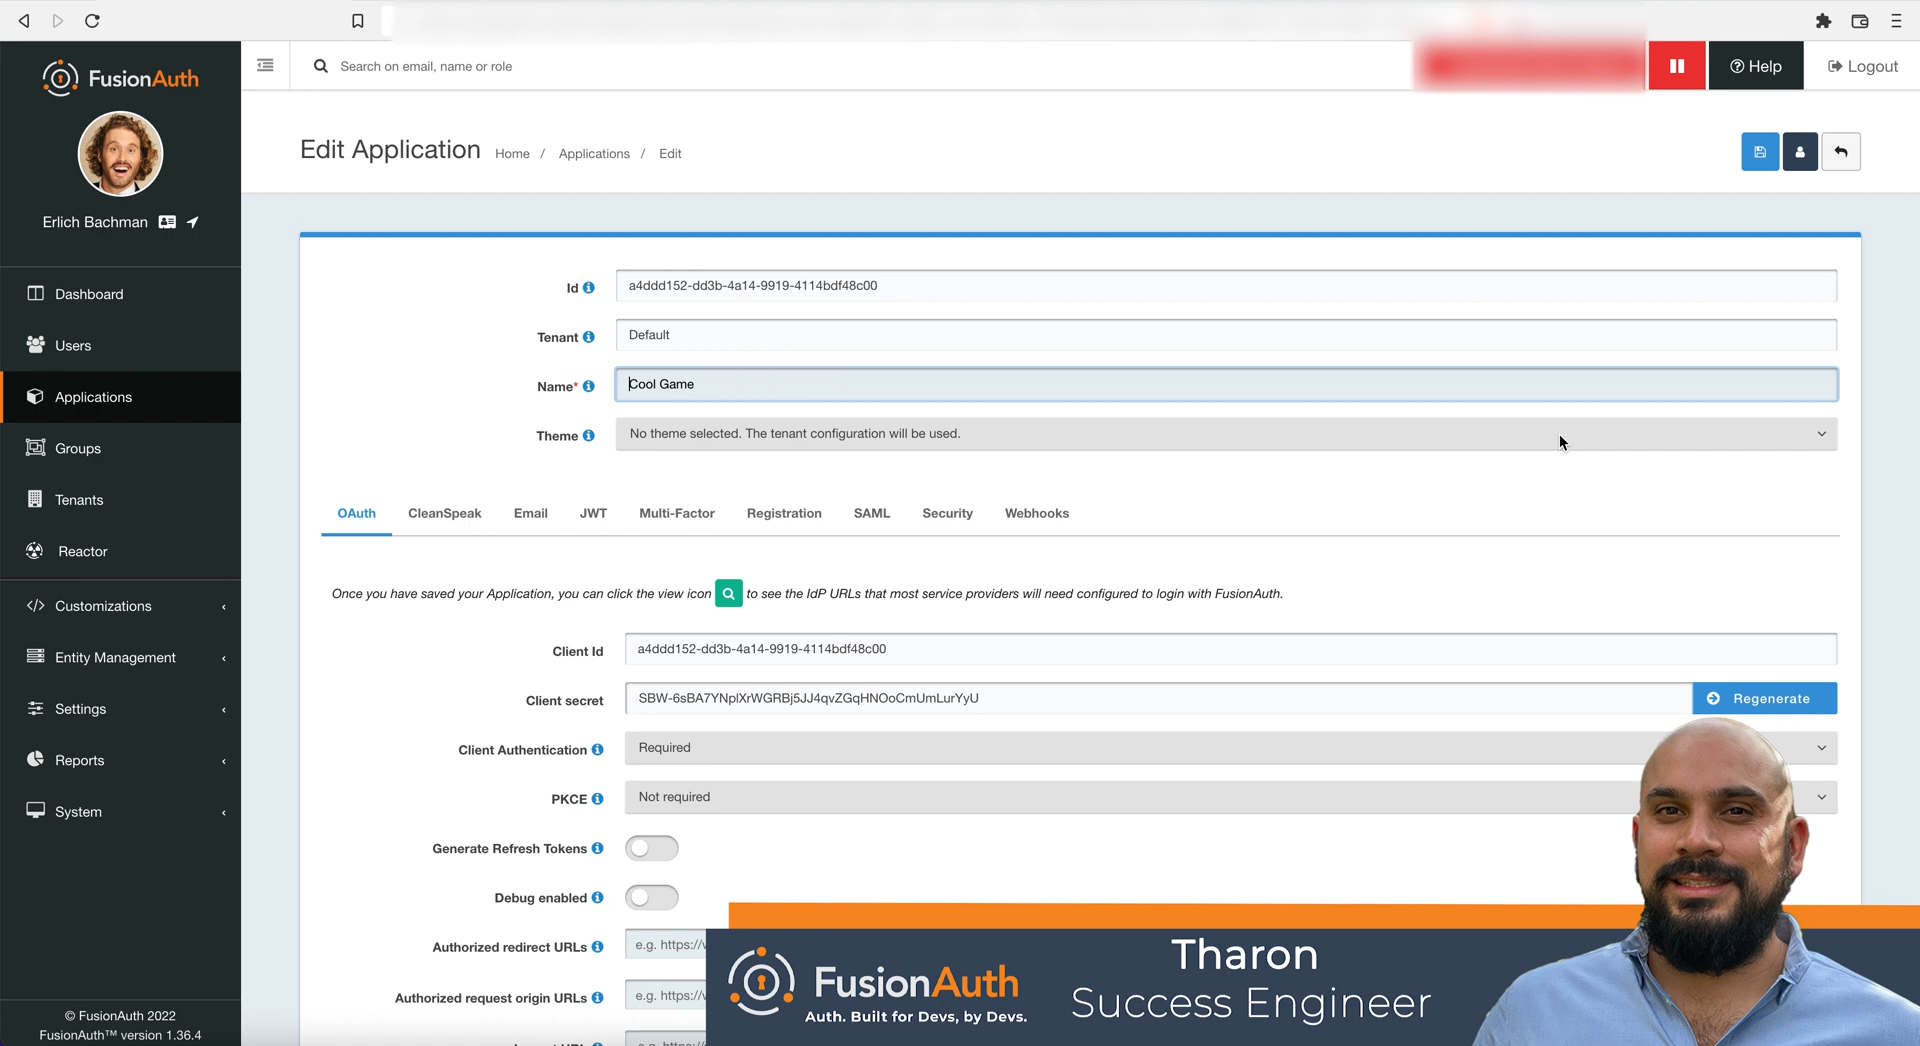 FusionAuth
Search on email, name or role
Help
Logout
Edit Application
Home / Applications / Edit
Erlich Bachman
Dashboard
Users
Applications
Groups
Tenants
Reactor
Customizations
Entity Management
Settings
Reports
System
© FusionAuth 2022
FusionAuth™ version 1.36.4
Id a4ddd152-dd3b-4a14-9919-4114bdf48c00
Tenant Default
Name* Cool Game
Theme No theme selected. The tenant configuration will be used.
OAuth CleanSpeak Email JWT Multi-Factor Registration SAML Security Webhooks
Once you have saved your Application, you can click the view icon to see the IdP URLs that most service providers will need configured to login with FusionAuth.
Client Id a4ddd152-dd3b-4a14-9919-4114bdf48c00
Client secret SBW-6sBA7YNplXrWGRBj5JJ4qvZGqHNOoCmUmLurYyU Regenerate
Client Authentication Required
PKCE Not required
Generate Refresh Tokens
Debug enabled
Authorized redirect URLs e.g. https://
Authorized request origin URLs e.g. https://
FusionAuth
Auth. Built for Devs, by Devs.
Tharon
Success Engineer